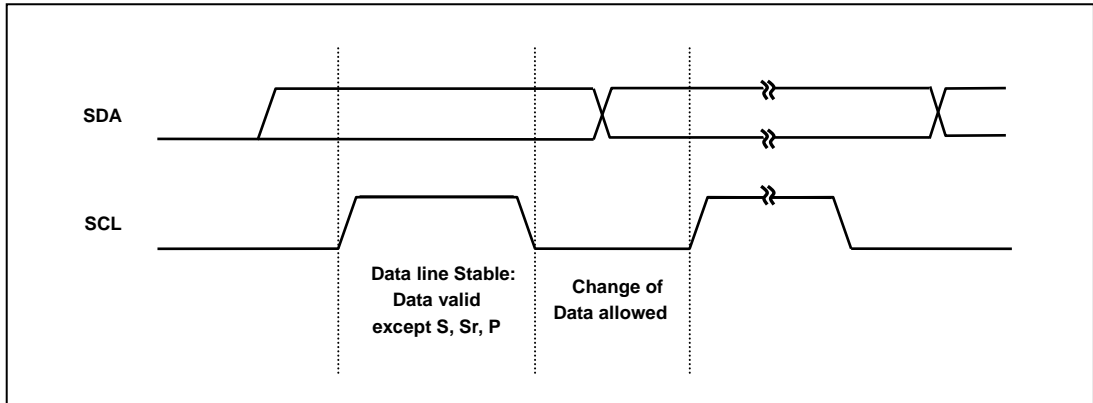 SDA
SCL
Data line Stable:
Data valid
except S, Sr, P
Change of
Data allowed